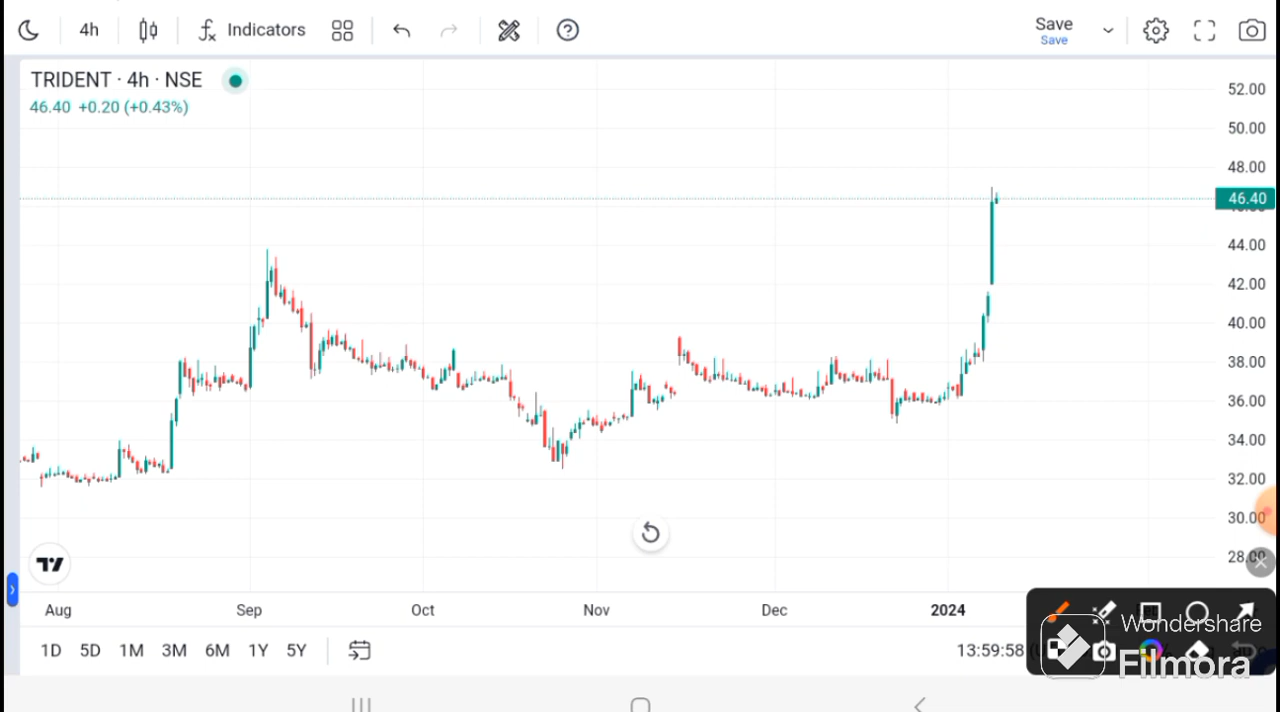 4h Indicators Save
Save
TRIDENT · 4h · NSE
46.40 +0.20 (+0.43%)
52.00
50.00
48.00
46.40
44.00
42.00
40.00
38.00
36.00
34.00
32.00
30.00
28.00
Aug Sep Oct Nov Dec 2024
1D 5D 1M 3M 6M 1Y 5Y 13:59:58
Wondershare
Filmora